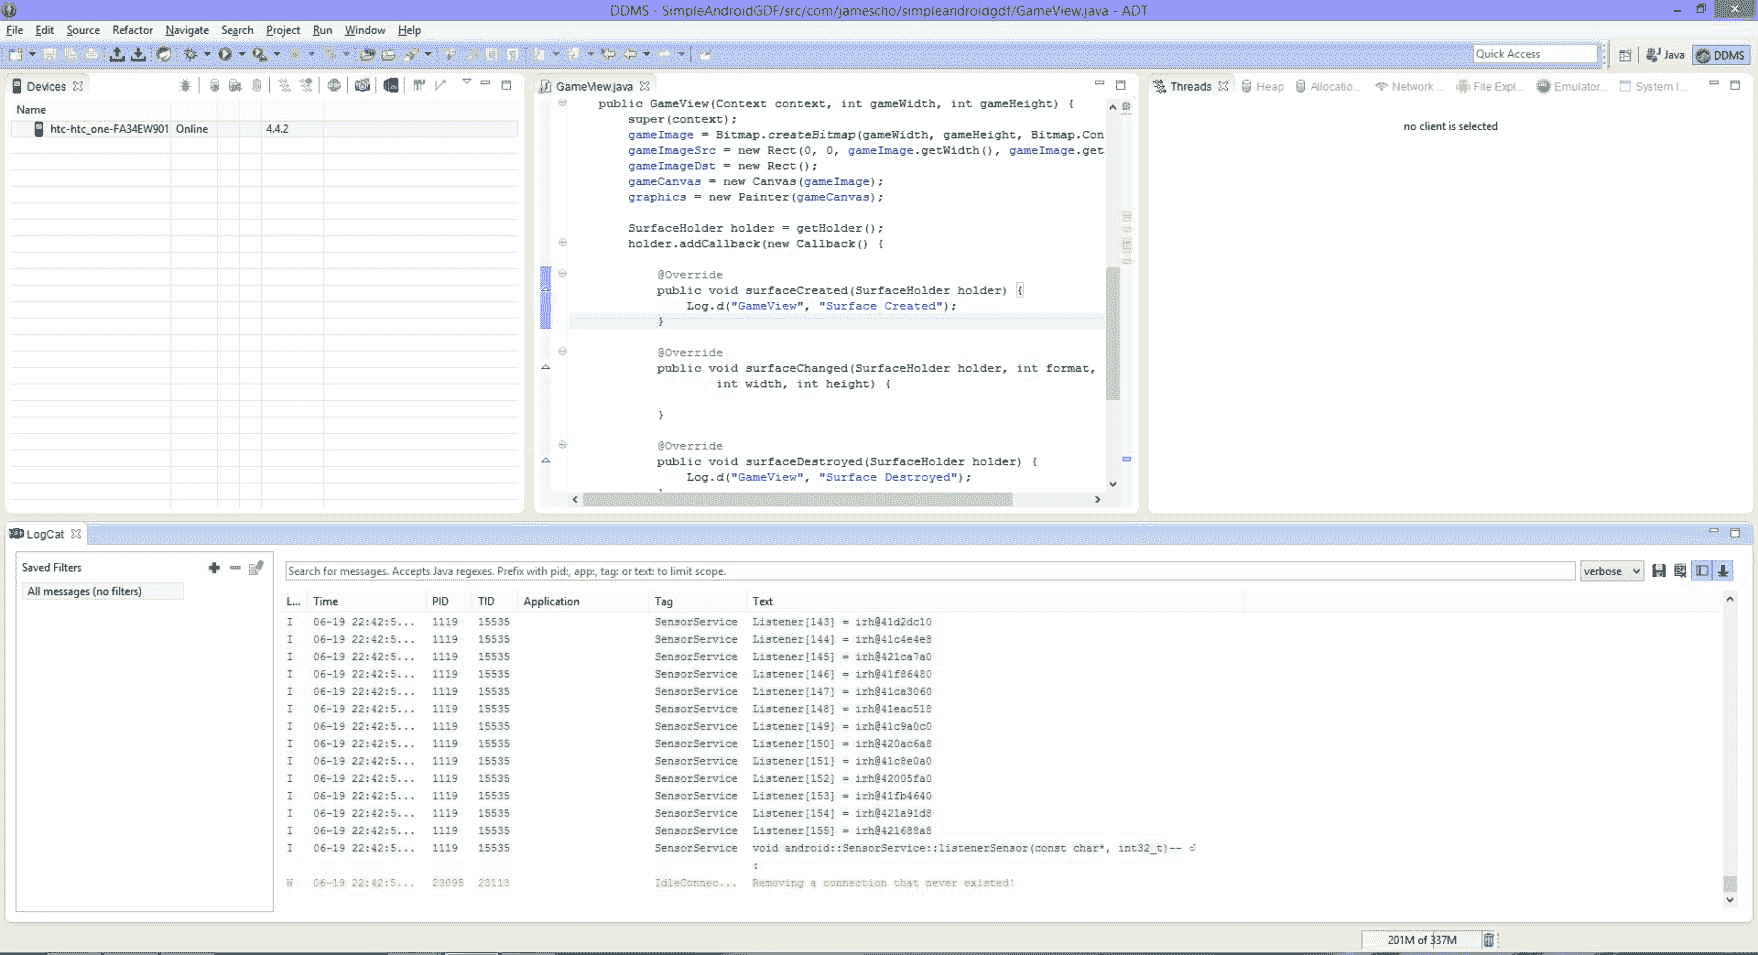 DDMS - SimpleAndroidGDF/src/com/jamescho/simpleandroidgdf/GameView.java - ADT
File Edit Source Refactor Navigate Search Project Run Window Help
Quick Access Java DDMS
Devices
Name
htc-htc_one-FA34EW901 Online 4.4.2
GameView.java
public GameView(Context context, int gameWidth, int gameHeight) {
super(context);
gameImage = Bitmap.createBitmap(gameWidth, gameHeight, Bitmap.Con
gameImageSrc = new Rect(0, 0, gameImage.getWidth(), gameImage.get
gameImageDst = new Rect();
gameCanvas = new Canvas(gameImage);
graphics = new Painter(gameCanvas);
SurfaceHolder holder = getHolder();
holder.addCallback(new Callback() {
@Override
public void surfaceCreated(SurfaceHolder holder) {
Log.d("GameView", "Surface Created");
}
@Override
public void surfaceChanged(SurfaceHolder holder, int format,
int width, int height) {
}
@Override
public void surfaceDestroyed(SurfaceHolder holder) {
Log.d("GameView", "Surface Destroyed");
Threads Heap Allocatio... Network ... File Expl... Emulator... System I...
no client is selected
LogCat
Saved Filters
All messages (no filters)
Search for messages. Accepts Java regexes. Prefix with pid:, app:, tag: or text: to limit scope.
verbose
L... Time PID TID Application Tag Text
I 06-19 22:42:5... 1119 15535 SensorService Listener[143] = irh@41d2dc10
I 06-19 22:42:5... 1119 15535 SensorService Listener[144] = irh@41c4e4e8
I 06-19 22:42:5... 1119 15535 SensorService Listener[145] = irh@421ca7a0
I 06-19 22:42:5... 1119 15535 SensorService Listener[146] = irh@41f86480
I 06-19 22:42:5... 1119 15535 SensorService Listener[147] = irh@41ca3068
I 06-19 22:42:5... 1119 15535 SensorService Listener[148] = irh@41eac518
I 06-19 22:42:5... 1119 15535 SensorService Listener[149] = irh@41c9a0c0
I 06-19 22:42:5... 1119 15535 SensorService Listener[150] = irh@420ac6a8
I 06-19 22:42:5... 1119 15535 SensorService Listener[151] = irh@41c8e0a0
I 06-19 22:42:5... 1119 15535 SensorService Listener[152] = irh@42005fa0
I 06-19 22:42:5... 1119 15535 SensorService Listener[153] = irh@41fb4640
I 06-19 22:42:5... 1119 15535 SensorService Listener[154] = irh@421a91d8
I 06-19 22:42:5... 1119 15535 SensorService Listener[155] = irh@421688a8
I 06-19 22:42:5... 1119 15535 SensorService void android::SensorService::listenerSensor(const char*, int32_t)--
:
W 06-19 22:42:5... 23095 23113 IdleConnec... Removing a connection that never existed!
201M of 337M